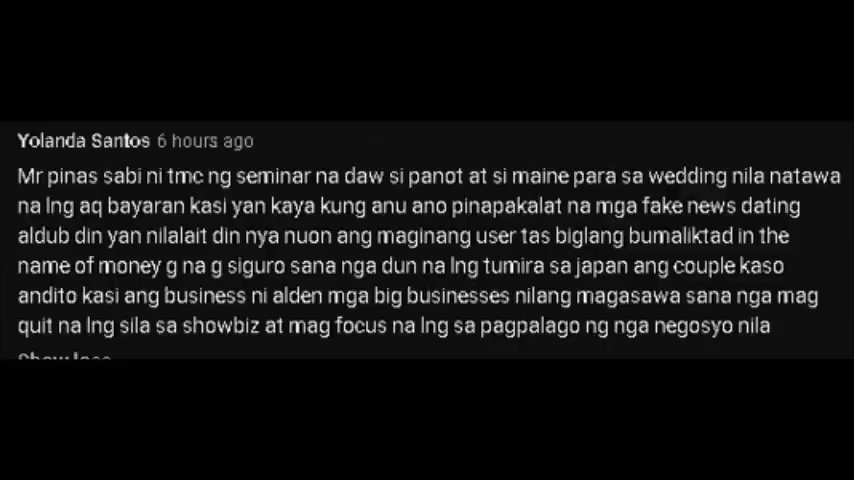 Yolanda Santos 6 hours ago
Mr pinas sabi ni tmc ng seminar na daw si panot at si maine para sa wedding nila natawa
na lng aq bayaran kasi yan kaya kung anu ano pinapakalat na mga fake news dating
aldub din yan nilalait din nya nuon ang maginang user tas biglang bumaliktad in the
name of money g na g siguro sana nga dun na lng tumira sa japan ang couple kaso
andito kasi ang business ni alden mga big businesses nilang magasawa sana nga mag
quit na lng sila sa showbiz at mag focus na lng sa pagpalago ng nga negosyo nila
Show less